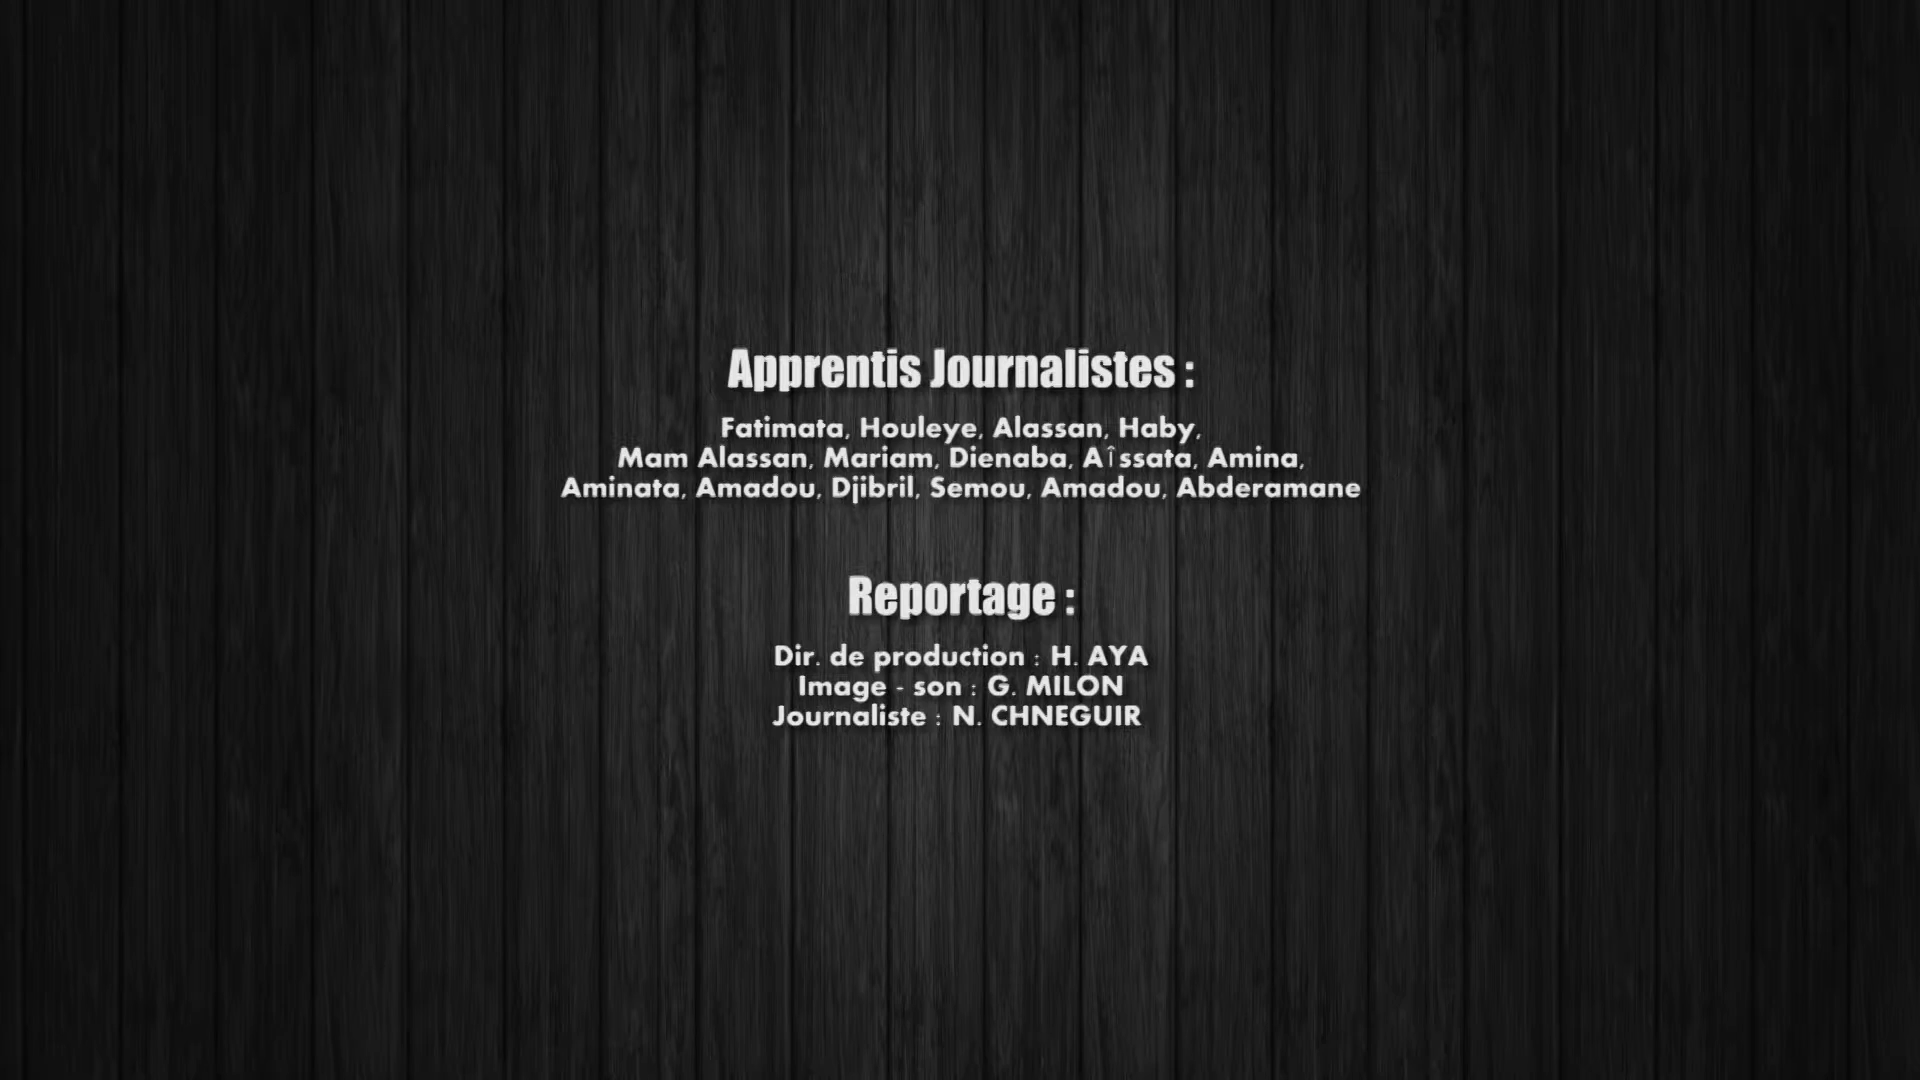 Apprentis Journalistes :
Fatimata, Houleye, Alassan, Haby,
Mam Alassan, Mariam, Dienaba, Aîssata, Amina,
Aminata, Amadou, Djibril, Semou, Amadou, Abderamane
Reportage :
Dir. de production : H. AYA
Image - son : G. MILON
Journaliste : N. CHNEGUIR